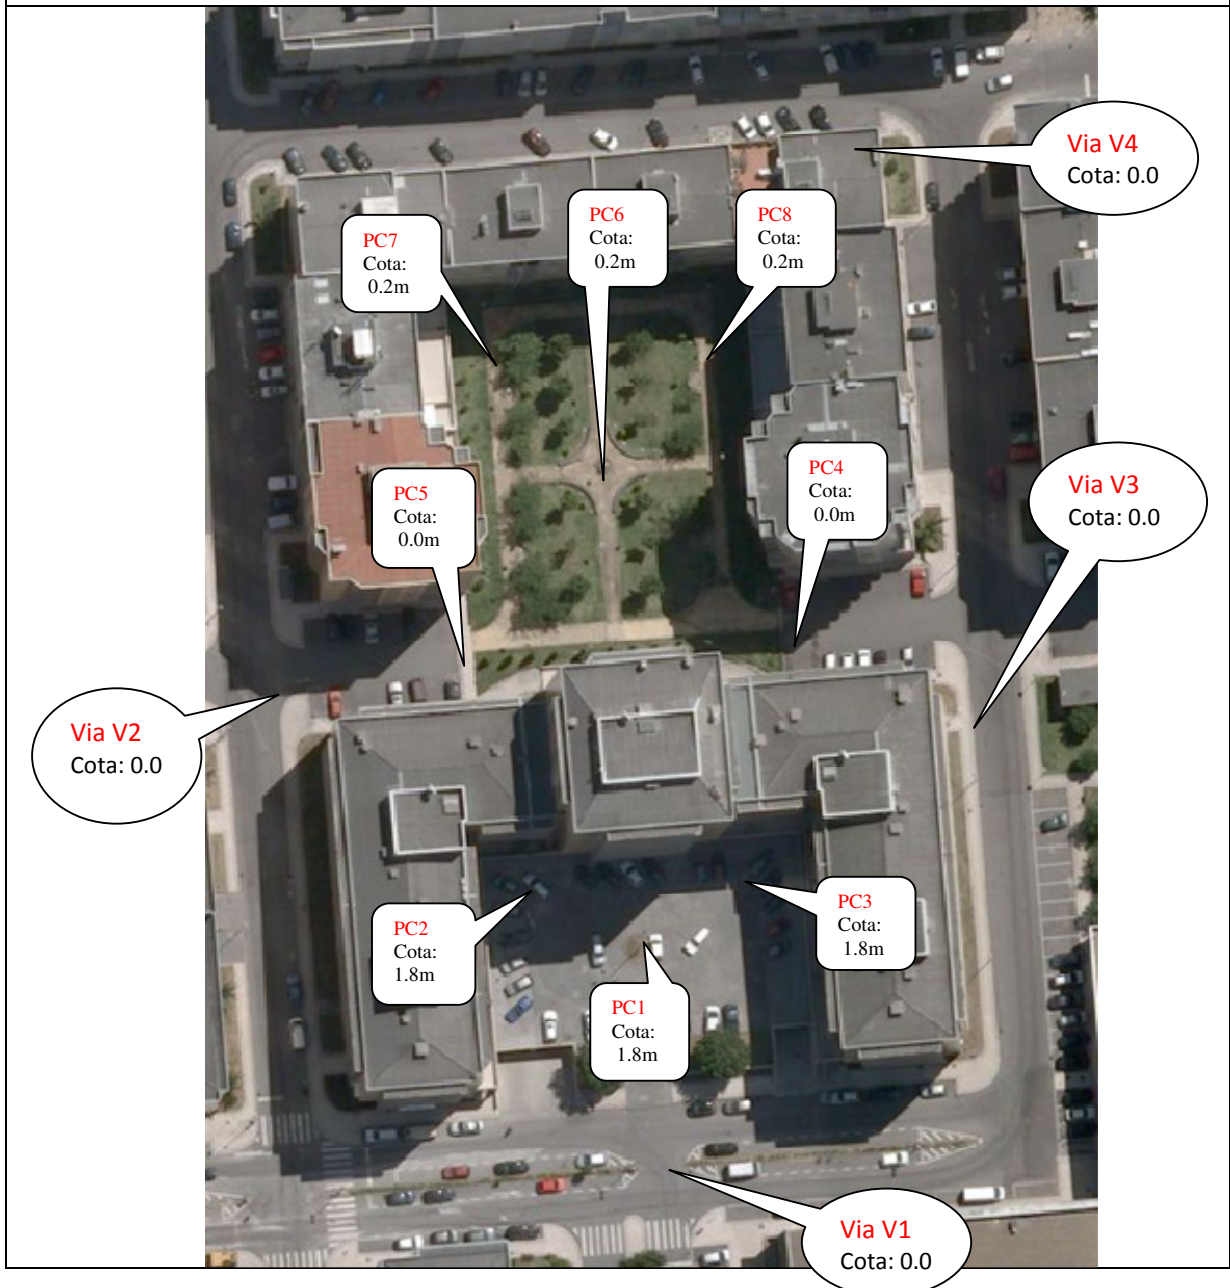 Via V4
Cota: 0.0
PC6
Cota:
0.2m
PC8
Cota:
0.2m
PC7
Cota:
0.2m
PC4
Cota:
0.0m
Via V3
Cota: 0.0
PC5
Cota:
0.0m
Via V2
Cota: 0.0
PC3
Cota:
1.8m
PC2
Cota:
1.8m
PC1
Cota:
1.8m
Via V1
Cota: 0.0